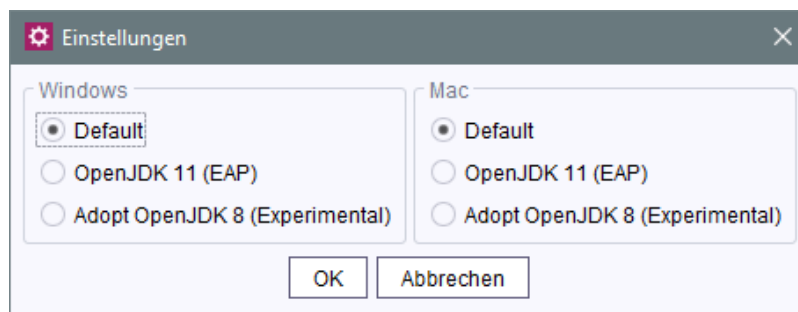 Einstellungen
Windows
Default
OpenJDK 11 (EAP)
Adopt OpenJDK 8 (Experimental)
Mac
Default
OpenJDK 11 (EAP)
Adopt OpenJDK 8 (Experimental)
OK
Abbrechen